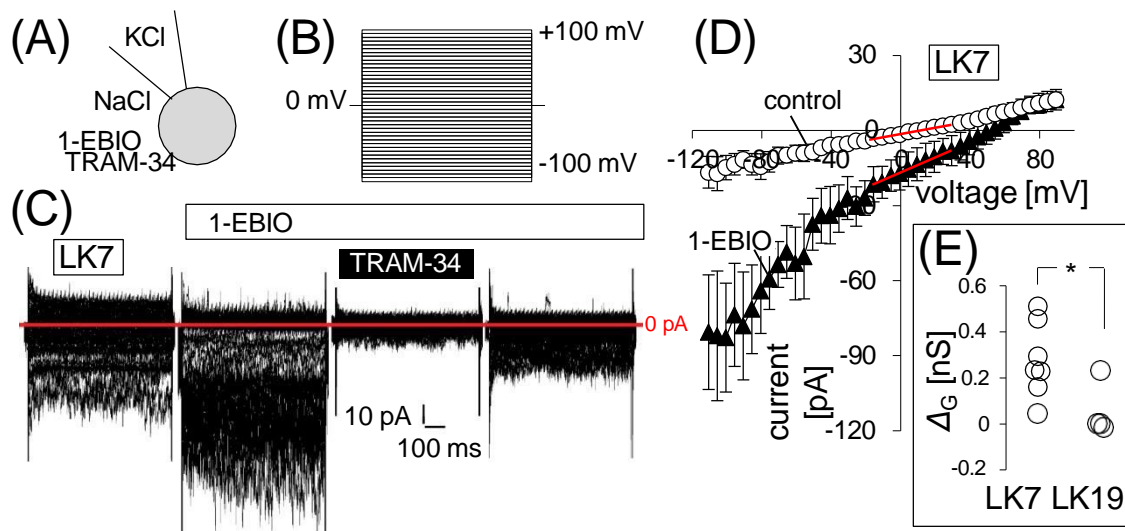 (A)
KCl
NaCl
1-EBIO
TRAM-34
(B)
+100 mV
0 mV
-100 mV
(C)
1-EBIO
LK7
TRAM-34
0 pA
10 pA
100 ms
(D)
LK7
control
1-EBIO
30
0
-30
-60
-90
-120
-120
-80
-40
0
40
80
voltage [mV]
current
[pA]
(E)
*
0.6
0.4
0.2
0
-0.2
ΔG [nS]
LK7 LK19